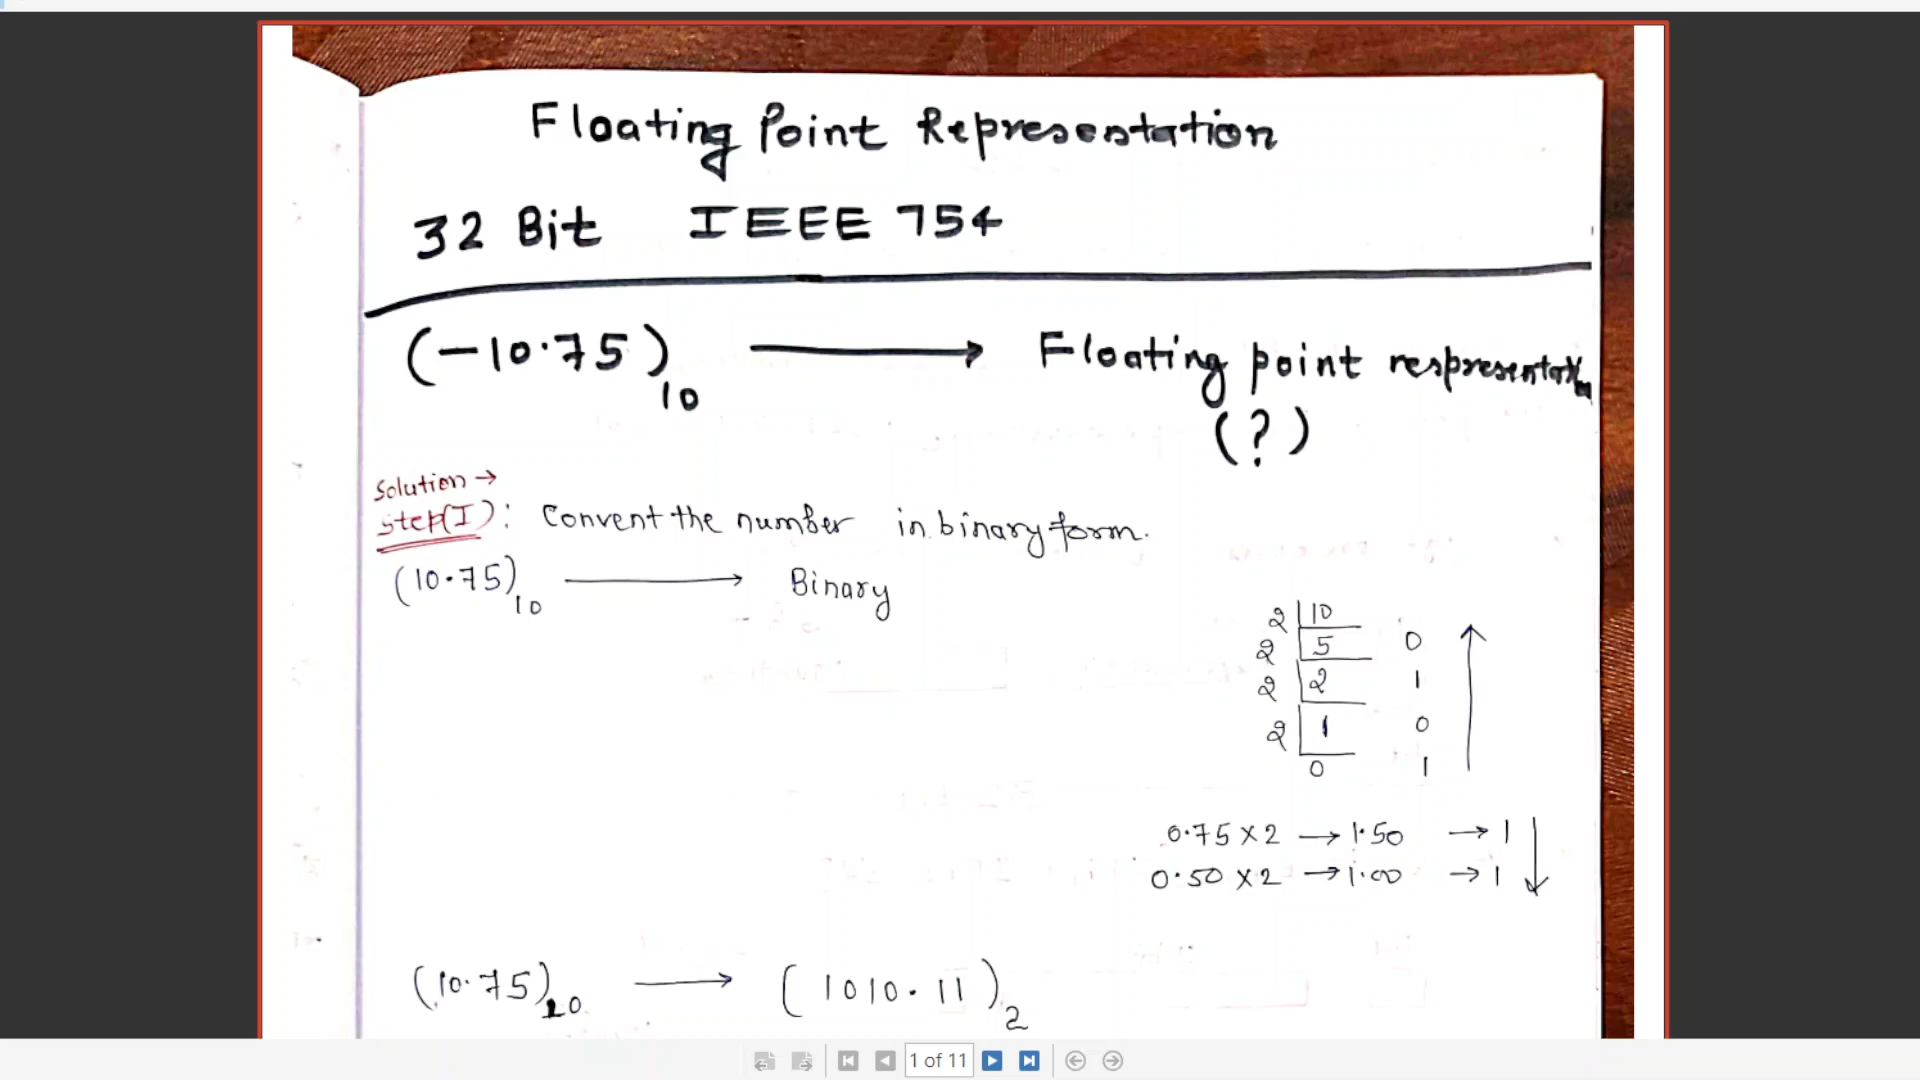 Floating Point Representation
32 Bit IEEE 754
(-10.75)10 ⟶ Floating point respresentation
(?)
Solution →
step(I): Convent the number in binary form.
(10.75)10 ⟶ Binary
2 | 10
2 | 5 0
2 | 2 1
2 | 1 0
0 1
0.75 × 2 → 1.50 → 1
0.50 × 2 → 1.00 → 1
(10.75)10 ⟶ (1010.11)2
1 of 11